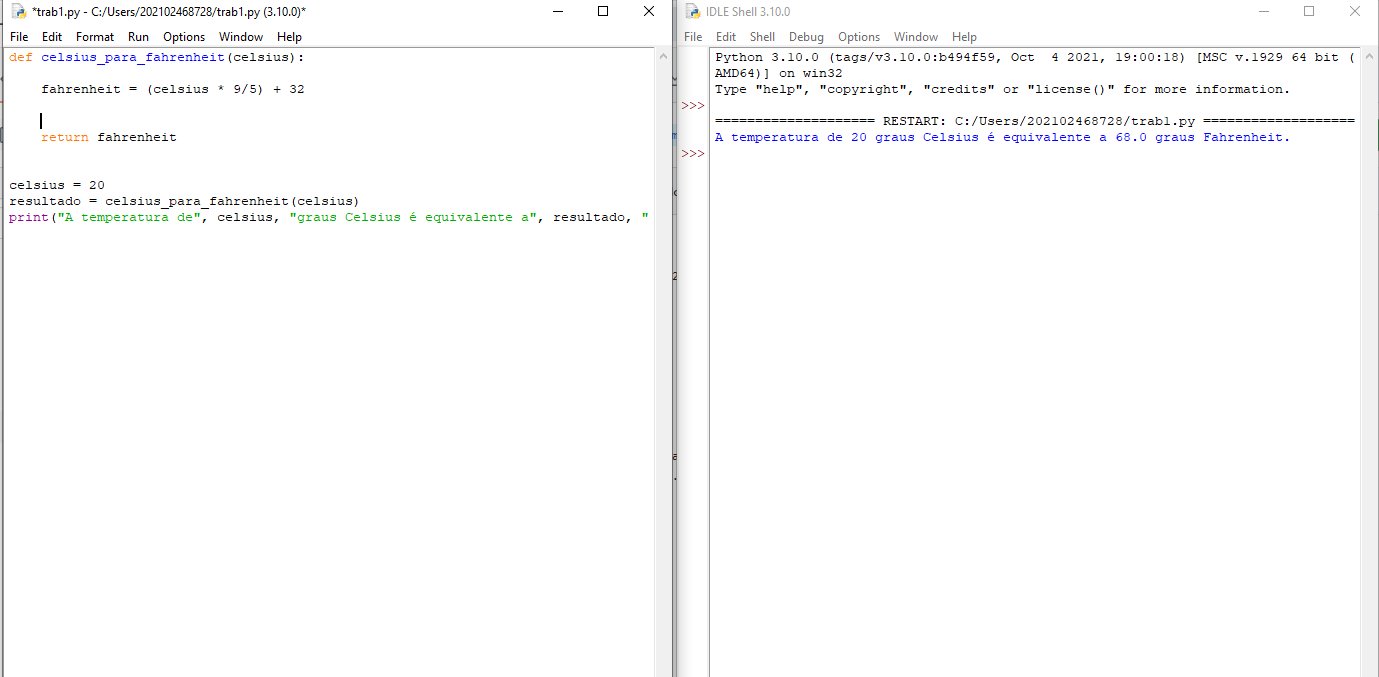 *trab1.py - C:/Users/202102468728/trab1.py (3.10.0)*
File Edit Format Run Options Window Help
def celsius_para_fahrenheit(celsius):
    fahrenheit = (celsius * 9/5) + 32
    return fahrenheit
celsius = 20
resultado = celsius_para_fahrenheit(celsius)
print("A temperatura de", celsius, "graus Celsius é equivalente a", resultado, "
IDLE Shell 3.10.0
File Edit Shell Debug Options Window Help
Python 3.10.0 (tags/v3.10.0:b494f59, Oct  4 2021, 19:00:18) [MSC v.1929 64 bit (
AMD64)] on win32
Type "help", "copyright", "credits" or "license()" for more information.
>>>
==================== RESTART: C:/Users/202102468728/trab1.py ===================
A temperatura de 20 graus Celsius é equivalente a 68.0 graus Fahrenheit.
>>>